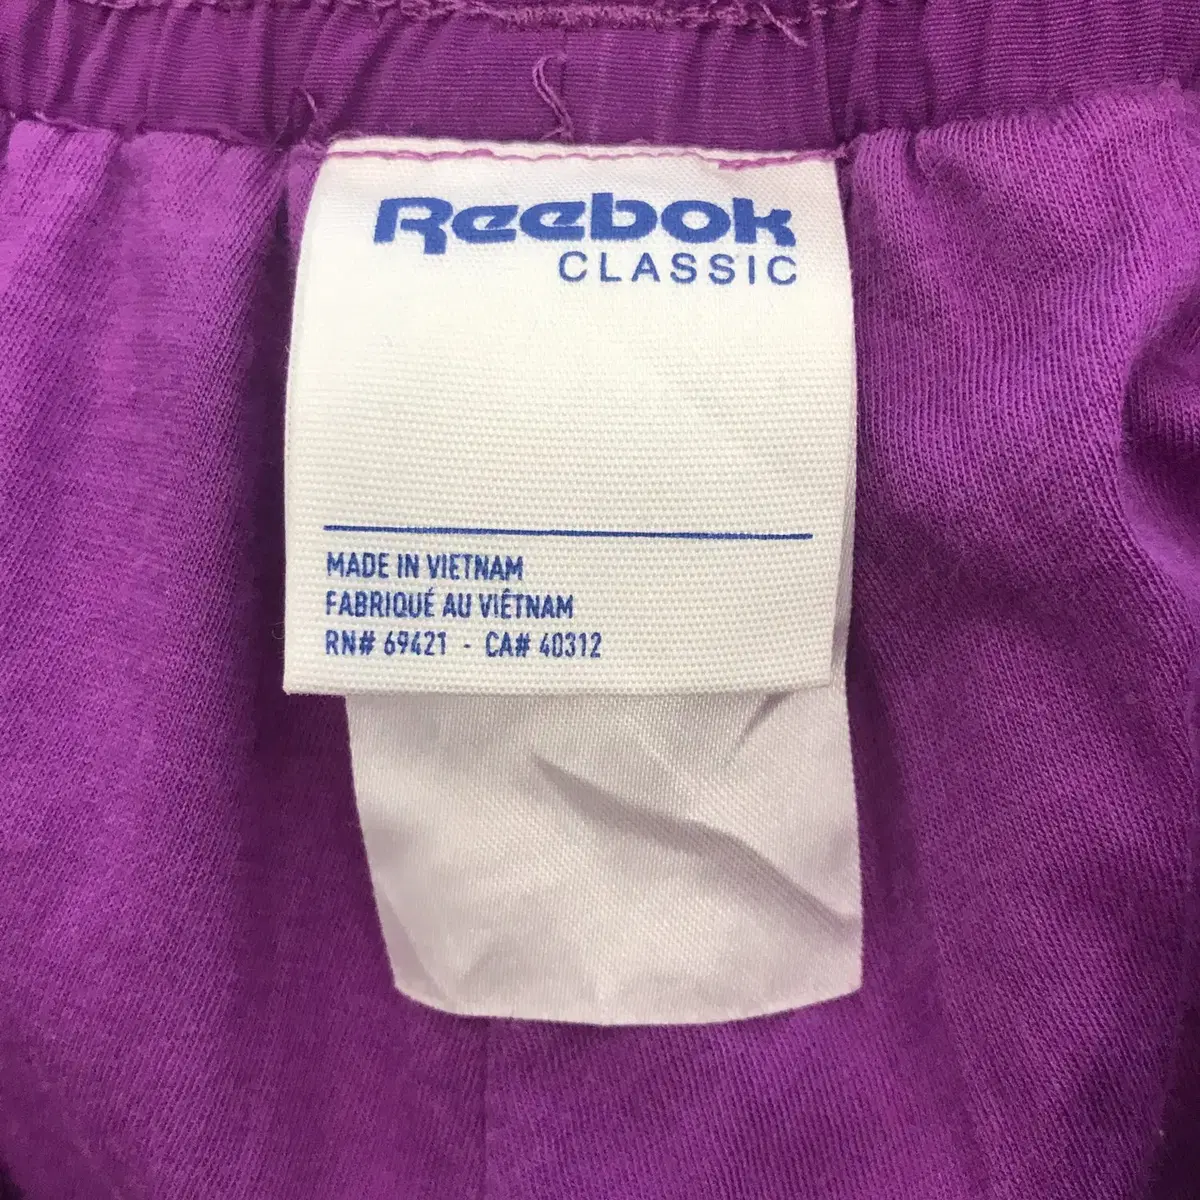 Reebok
CLASSIC
MADE IN VIETNAM
FABRIQUÉ AU VIÊTNAM
RN# 69421 - CA# 40312